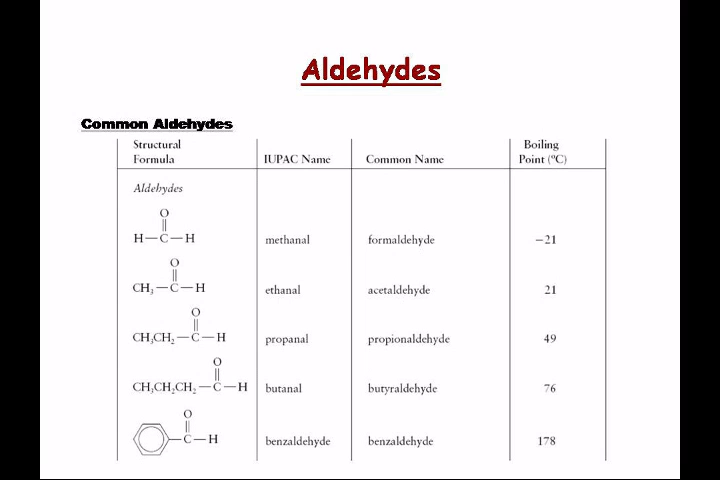 Aldehydes
Common Aldehydes
Structural Formula IUPAC Name Common Name Boiling Point (ºC)
Aldehydes
O
||
H—C—H methanal formaldehyde −21
O
||
CH₃—C—H ethanal acetaldehyde 21
O
||
CH₃CH₂—C—H propanal propionaldehyde 49
O
||
CH₃CH₂CH₂—C—H butanal butyraldehyde 76
O
||
—C—H benzaldehyde benzaldehyde 178